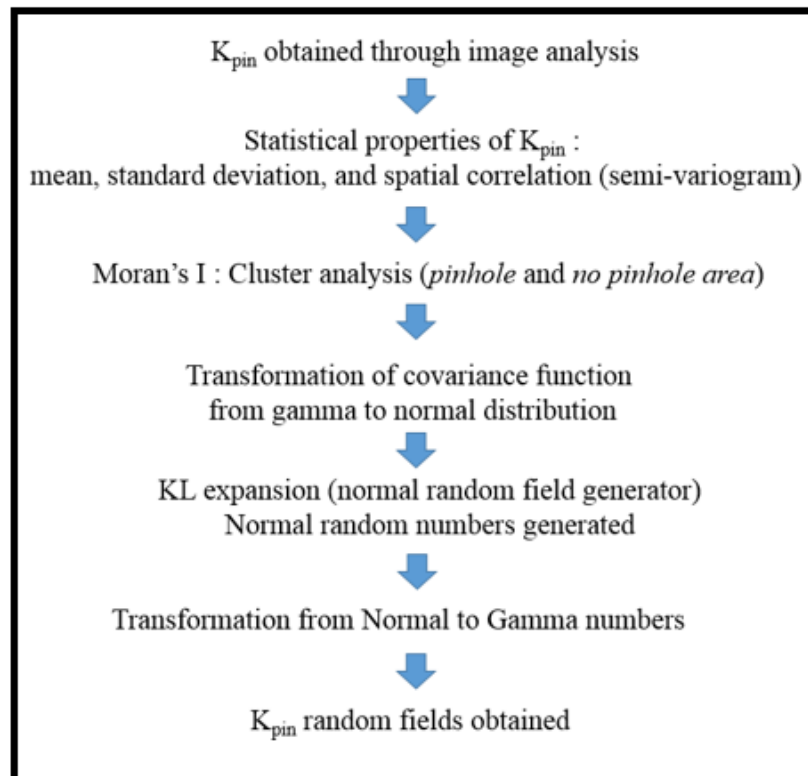 Kpin obtained through image analysis
Statistical properties of Kpin :
mean, standard deviation, and spatial correlation (semi-variogram)
Moran’s I : Cluster analysis (pinhole and no pinhole area)
Transformation of covariance function
from gamma to normal distribution
KL expansion (normal random field generator)
Normal random numbers generated
Transformation from Normal to Gamma numbers
Kpin random fields obtained